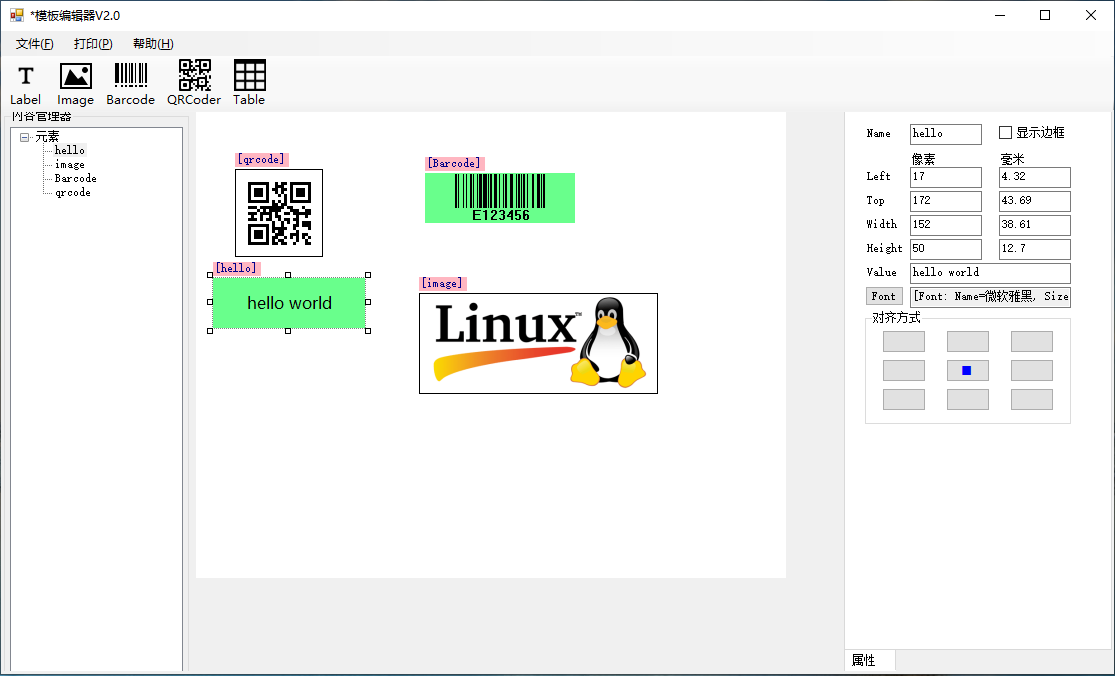 *模板编辑器V2.0
文件(F) 打印(P) 帮助(H)
Label Image Barcode QRCoder Table
内容管理器
元素
hello
image
Barcode
qrcode
[qrcode]
[Barcode]
E123456
[hello]
hello world
[image]
Linux™
Name hello 显示边框
像素 毫米
Left 17 4.32
Top 172 43.69
Width 152 38.61
Height 50 12.7
Value hello world
Font [Font: Name=微软雅黑, Size
对齐方式
属性